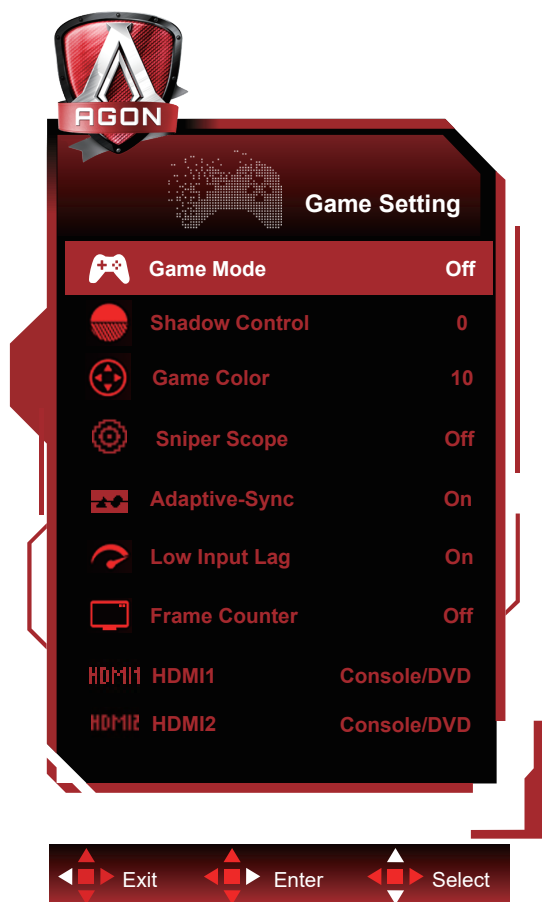 AGON
Game Setting
Game Mode Off
Shadow Control 0
Game Color 10
Sniper Scope Off
Adaptive-Sync On
Low Input Lag On
Frame Counter Off
HDMI1 HDMI1 Console/DVD
HDMI2 HDMI2 Console/DVD
Exit Enter Select